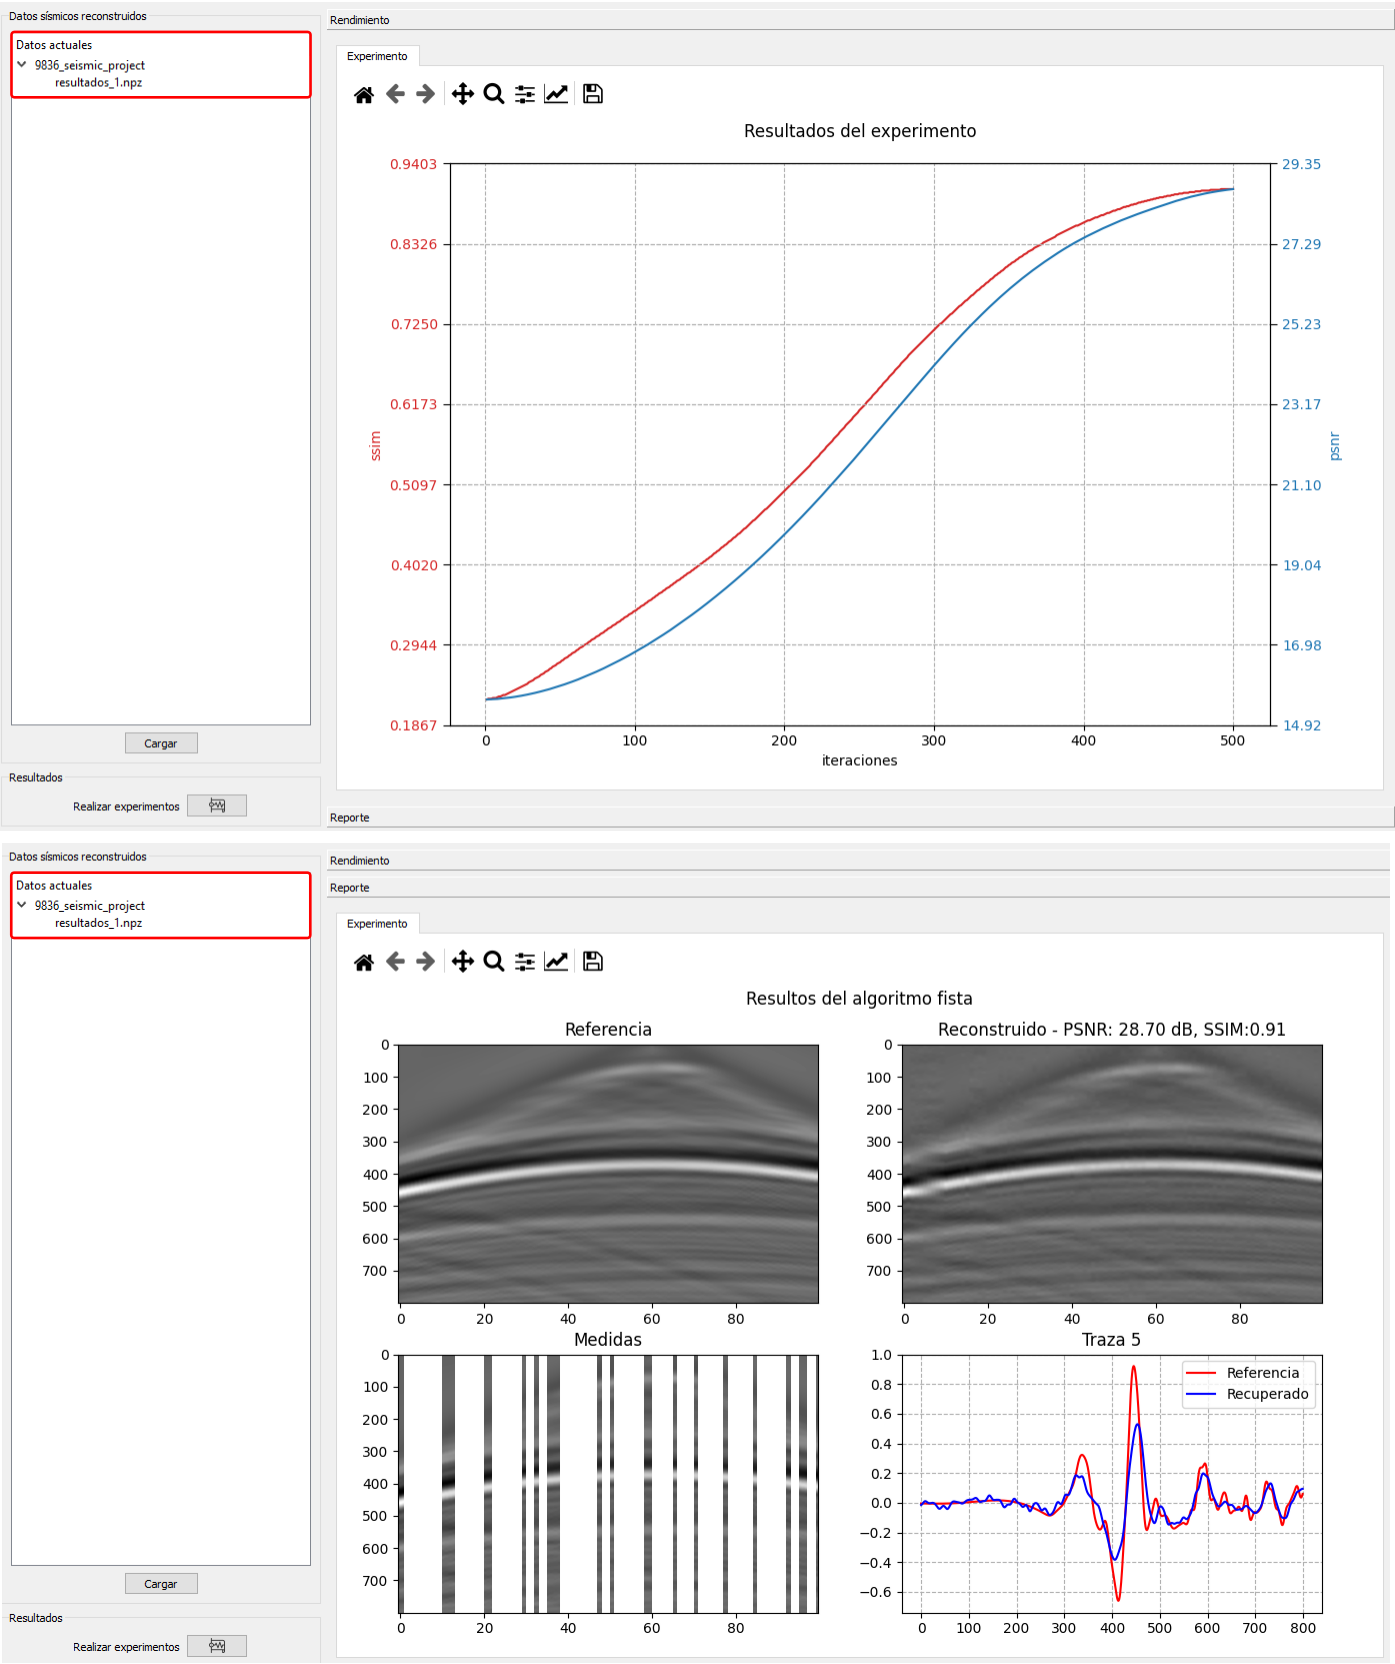 Datos sísmicos reconstruidos
Datos actuales
9836_seismic_project
resultados_1.npz
Cargar
Resultados
Realizar experimentos
Rendimiento
Experimento
Resultados del experimento
0.9403
0.8326
0.7250
0.6173
0.5097
0.4020
0.2944
0.1867
ssim
29.35
27.29
25.23
23.17
21.10
19.04
16.98
14.92
psnr
0 100 200 300 400 500
iteraciones
Reporte
Datos sísmicos reconstruidos
Datos actuales
9836_seismic_project
resultados_1.npz
Cargar
Resultados
Realizar experimentos
Rendimiento
Reporte
Experimento
Resultos del algoritmo fista
Referencia
0
100
200
300
400
500
600
700
0 20 40 60 80
Reconstruido - PSNR: 28.70 dB, SSIM:0.91
0
100
200
300
400
500
600
700
0 20 40 60 80
Medidas
0
100
200
300
400
500
600
700
0 20 40 60 80
Traza 5
1.0
0.8
0.6
0.4
0.2
0.0
−0.2
−0.4
−0.6
Referencia
Recuperado
0 100 200 300 400 500 600 700 800